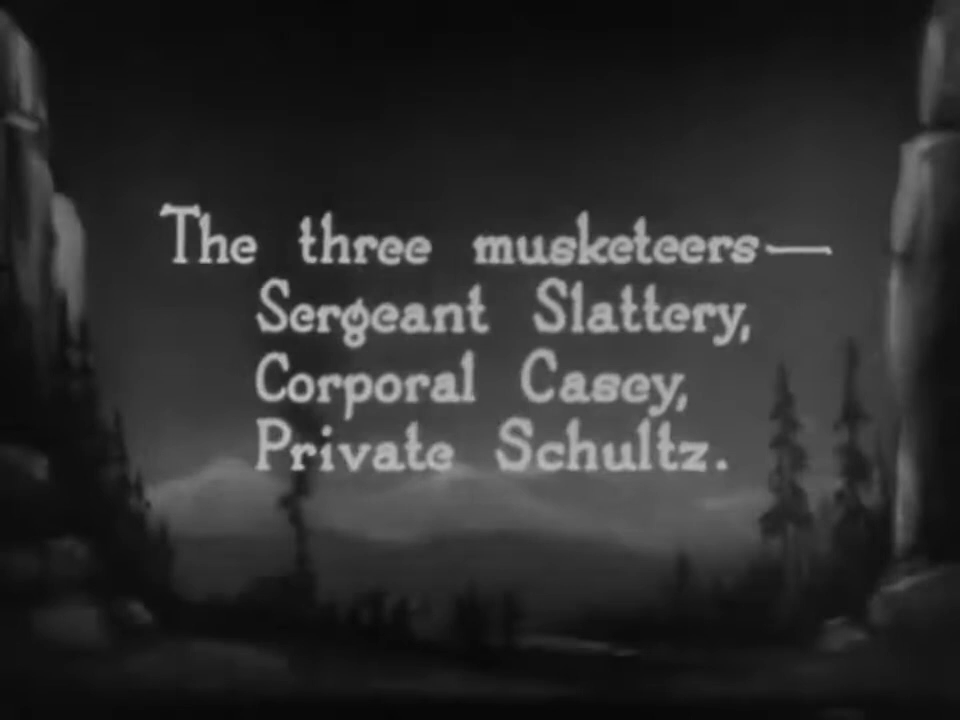 The three musketeers—
Sergeant Slattery,
Corporal Casey,
Private Schultz.